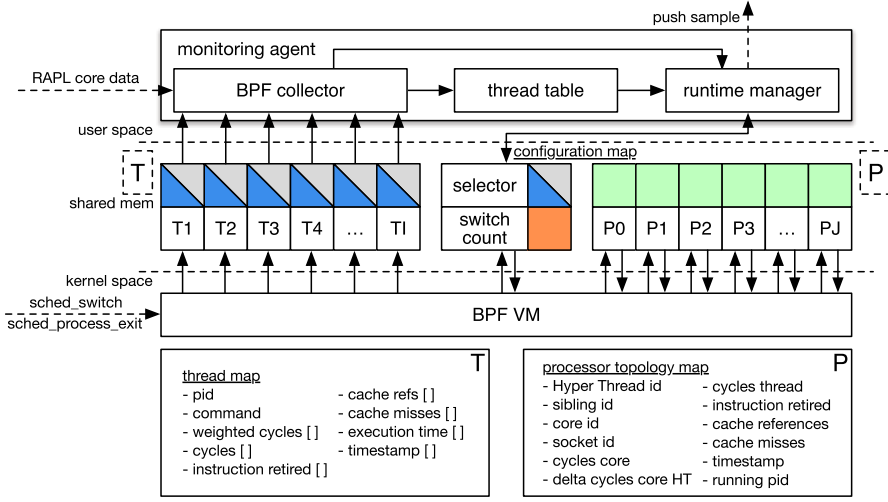 push sample
monitoring agent
RAPL core data
BPF collector
thread table
runtime manager
user space
configuration map
T
P
shared mem
selector
switch
count
T1
T2
T3
T4
...
TI
P0
P1
P2
P3
...
PJ
kernel space
sched_switch
sched_process_exit
BPF VM
T
thread map
- pid
- command
- weighted cycles [ ]
- cycles [ ]
- instruction retired [ ]
- cache refs [ ]
- cache misses [ ]
- execution time [ ]
- timestamp [ ]
P
processor topology map
- Hyper Thread id
- sibling id
- core id
- socket id
- cycles core
- delta cycles core HT
- cycles thread
- instruction retired
- cache references
- cache misses
- timestamp
- running pid